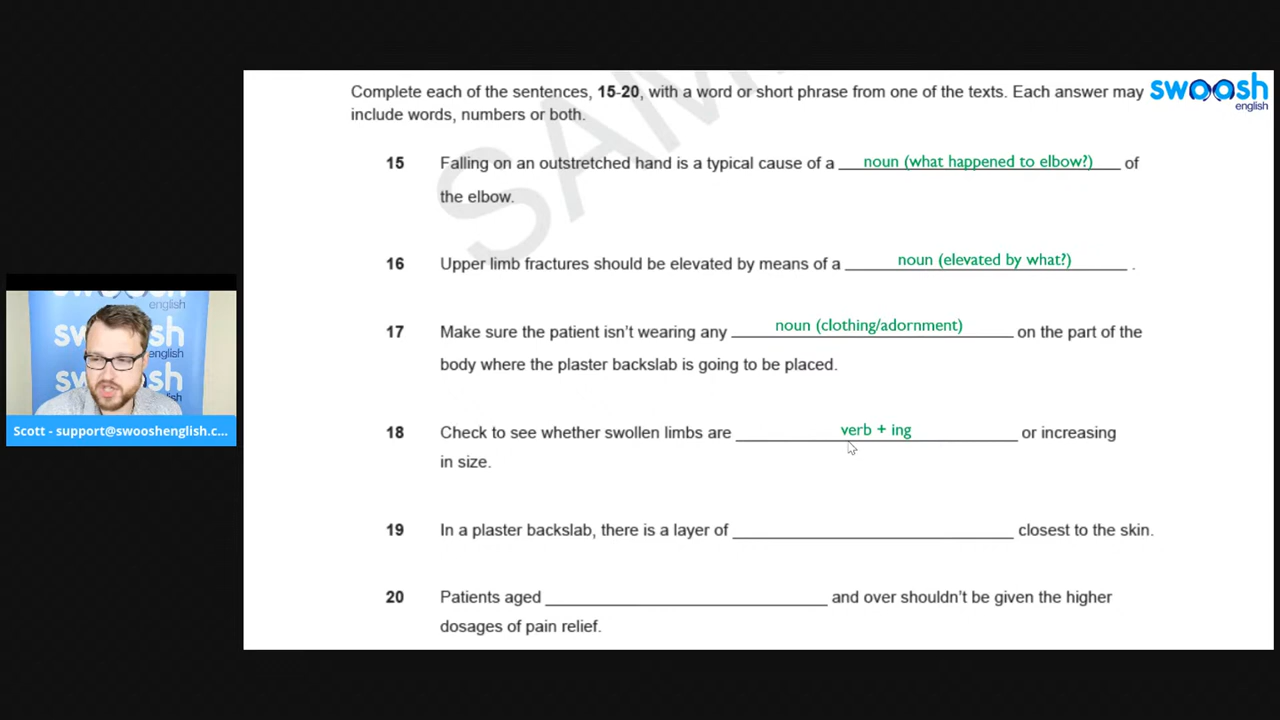 Complete each of the sentences, 15-20, with a word or short phrase from one of the texts. Each answer may
include words, numbers or both.
swoosh
english
15 Falling on an outstretched hand is a typical cause of a noun (what happened to elbow?) of
the elbow.
16 Upper limb fractures should be elevated by means of a noun (elevated by what?) .
17 Make sure the patient isn't wearing any noun (clothing/adornment) on the part of the
body where the plaster backslab is going to be placed.
18 Check to see whether swollen limbs are verb + ing or increasing
in size.
19 In a plaster backslab, there is a layer of closest to the skin.
20 Patients aged and over shouldn't be given the higher
dosages of pain relief.
english
swoosh
english
Scott - support@swooshenglish.c...